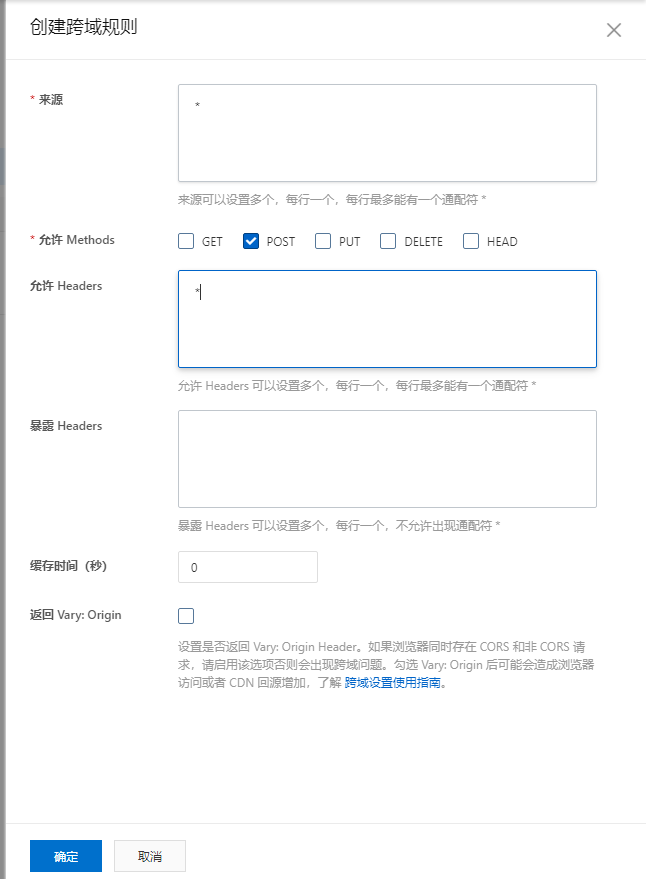 创建跨域规则
* 来源
*
来源可以设置多个，每行一个，每行最多能有一个通配符 *
* 允许 Methods
GET POST PUT DELETE HEAD
允许 Headers
*
允许 Headers 可以设置多个，每行一个，每行最多能有一个通配符 *
暴露 Headers
暴露 Headers 可以设置多个，每行一个，不允许出现通配符 *
缓存时间（秒）
0
返回 Vary: Origin
设置是否返回 Vary: Origin Header。如果浏览器同时存在 CORS 和非 CORS 请
求，请启用该选项否则会出现跨域问题。勾选 Vary: Origin 后可能会造成浏览器
访问或者 CDN 回源增加，了解 跨域设置使用指南。
确定 取消